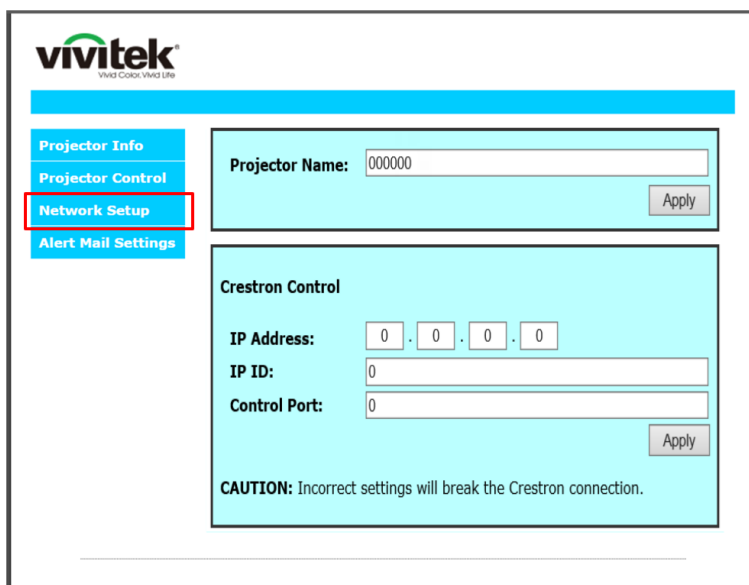 vivitek
Vivid Color, Vivid Life
Projector Info
Projector Control
Network Setup
Alert Mail Settings
Projector Name: 000000
Apply
Crestron Control
IP Address: 0 . 0 . 0 . 0
IP ID: 0
Control Port: 0
Apply
CAUTION: Incorrect settings will break the Crestron connection.